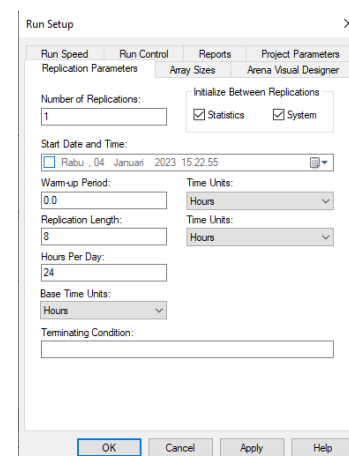 Run Setup
Run Speed Run Control Reports Project Parameters
Replication Parameters Array Sizes Arena Visual Designer
Number of Replications:
1
Initialize Between Replications
Statistics System
Start Date and Time:
Rabu , 04 Januari 2023 15.22.55
Warm-up Period: Time Units:
0.0 Hours
Replication Length: Time Units:
8 Hours
Hours Per Day:
24
Base Time Units:
Hours
Terminating Condition:
OK Cancel Apply Help